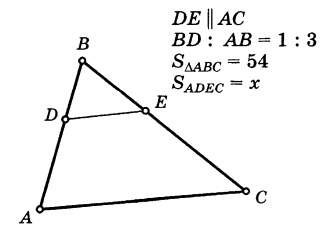 DE ∥ AC
BD : AB = 1 : 3
S△ABC = 54
SADEC = x
B
D
E
A
C